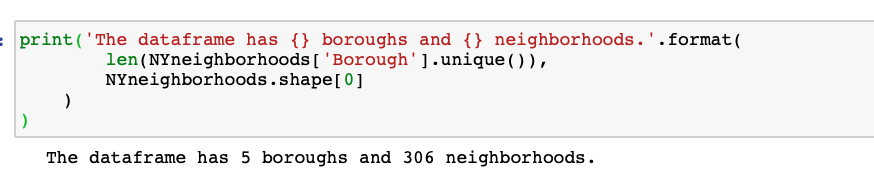 :
print('The dataframe has {} boroughs and {} neighborhoods.'.format(
        len(NYneighborhoods['Borough'].unique()),
        NYneighborhoods.shape[0]
    )
)
The dataframe has 5 boroughs and 306 neighborhoods.